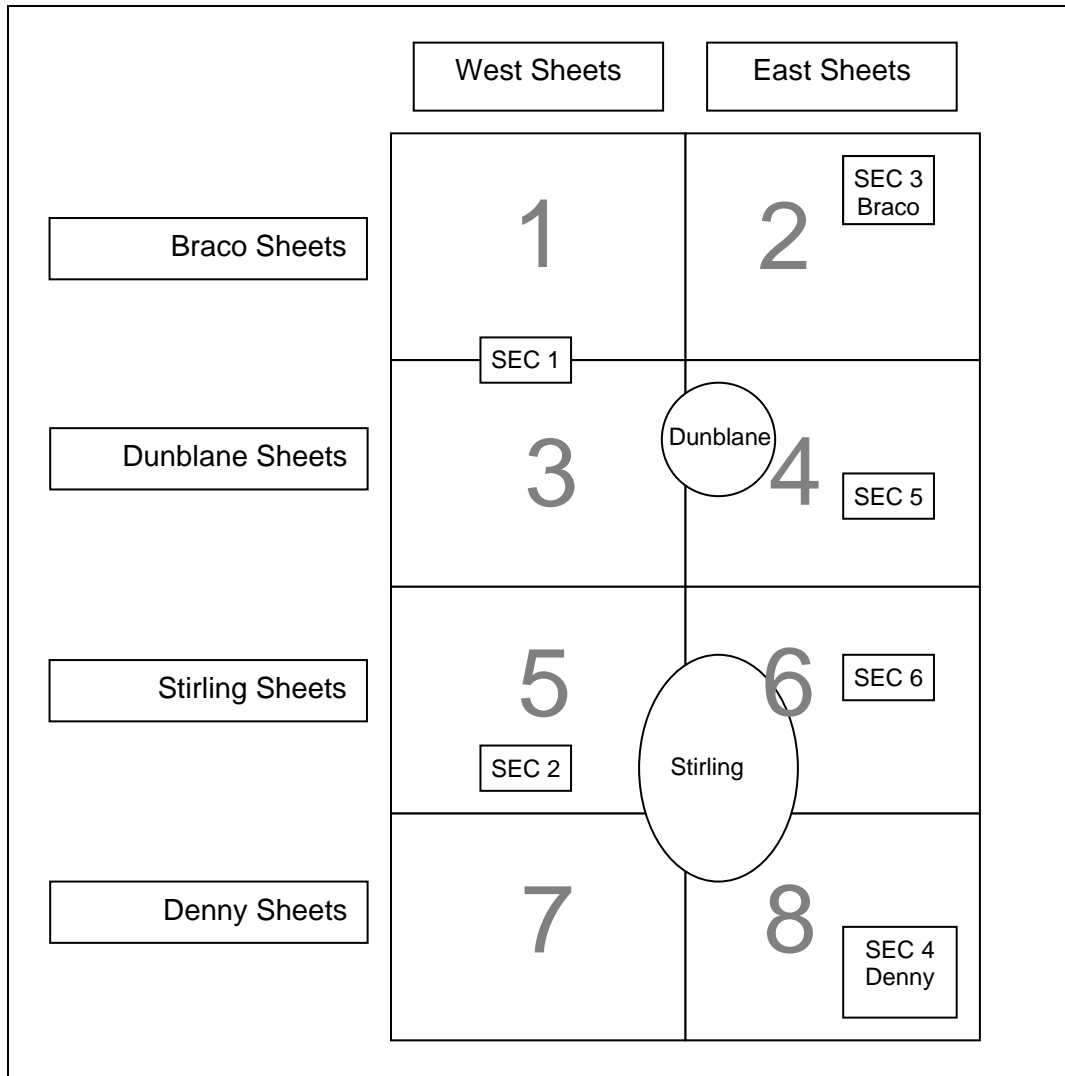 West Sheets
East Sheets
1
2
SEC 3
Braco
Braco Sheets
SEC 1
Dunblane
Dunblane Sheets
3
4
SEC 5
5
6
SEC 6
Stirling Sheets
SEC 2
Stirling
Denny Sheets
7
8
SEC 4
Denny